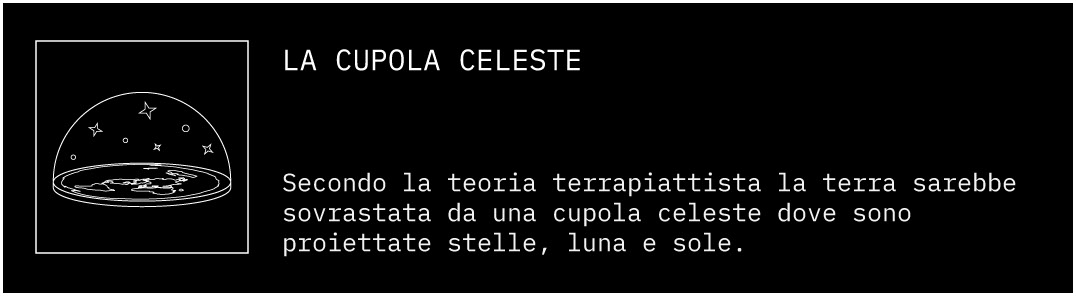 LA CUPOLA CELESTE
Secondo la teoria terrapiattista la terra sarebbe
sovrastata da una cupola celeste dove sono
proiettate stelle, luna e sole.